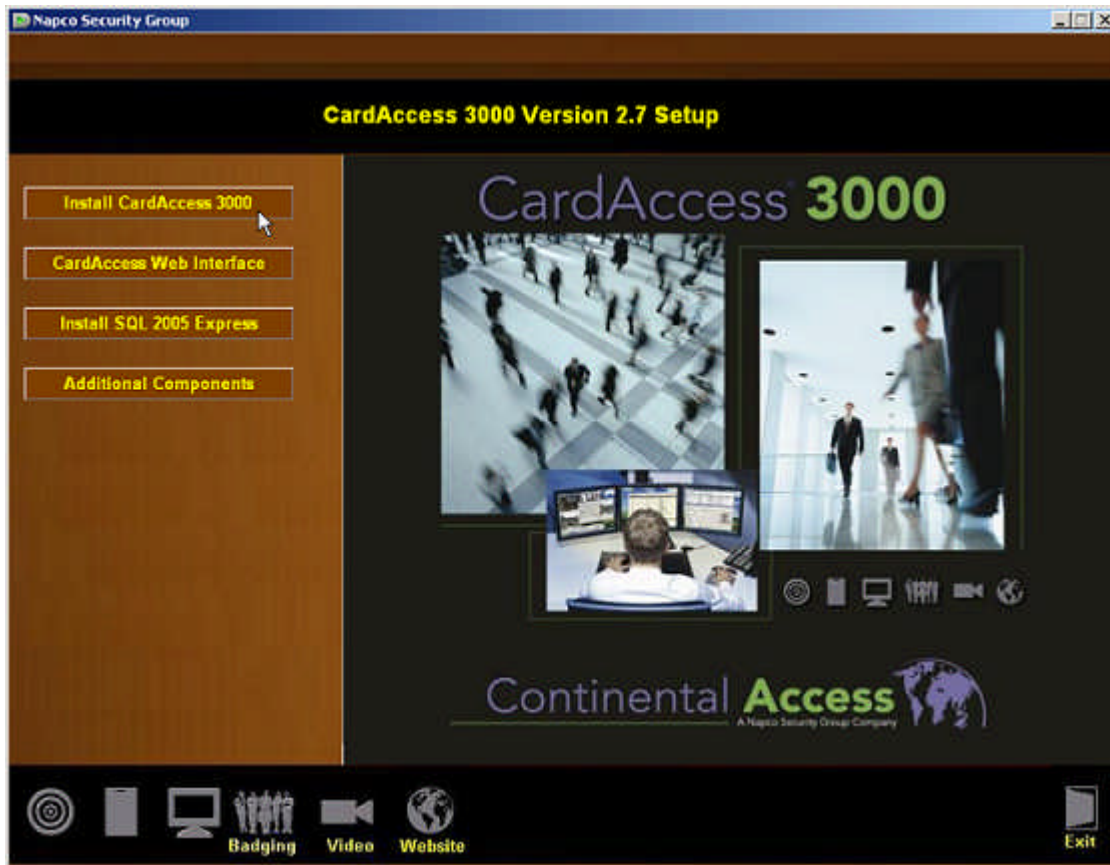 Napco Security Group
CardAccess 3000 Version 2.7 Setup
Install CardAccess 3000
CardAccess Web Interface
Install SQL 2005 Express
Additional Components
CardAccess 3000
Continental Access
A Napco Security Group Company
Badging
Video
Website
Exit